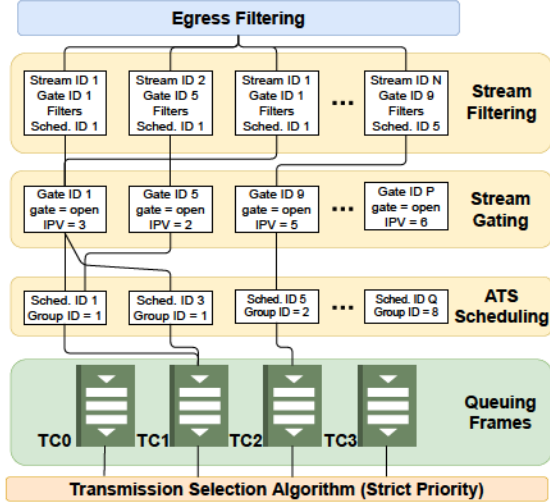 Egress Filtering
Stream ID 1
Gate ID 1
Filters
Sched. ID 1
Stream ID 2
Gate ID 5
Filters
Sched. ID 1
Stream ID 1
Gate ID 1
Filters
Sched. ID 1
...
Stream ID N
Gate ID 9
Filters
Sched. ID 5
Stream
Filtering
Gate ID 1
gate = open
IPV = 3
Gate ID 5
gate = open
IPV = 2
Gate ID 9
gate = open
IPV = 5
...
Gate ID P
gate = open
IPV = 6
Stream
Gating
Sched. ID 1
Group ID = 1
Sched. ID 3
Group ID = 1
Sched. ID 5
Group ID = 2
...
Sched. ID Q
Group ID = 8
ATS
Scheduling
TC0
TC1
TC2
TC3
Queuing
Frames
Transmission Selection Algorithm (Strict Priority)